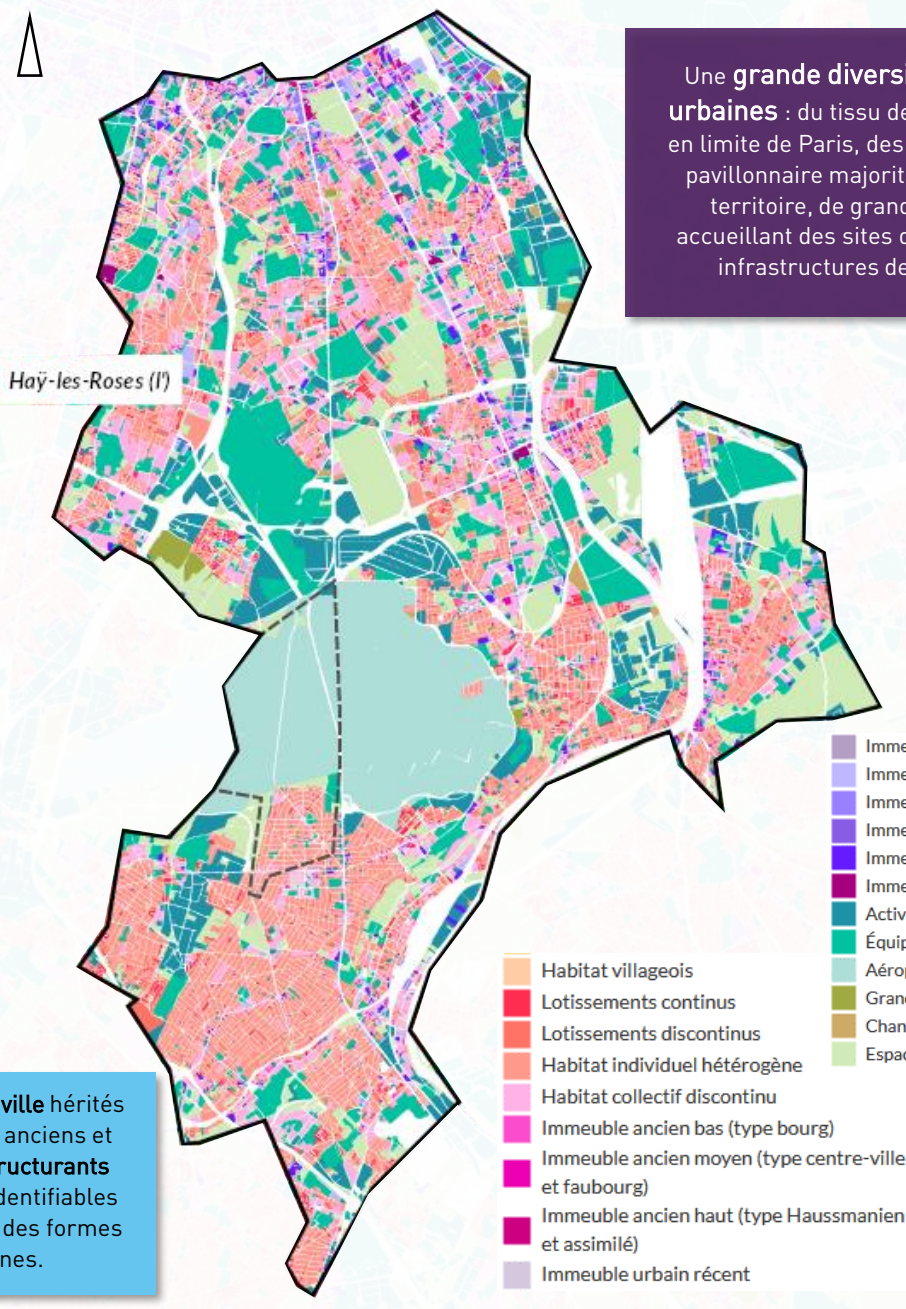 Une grande diversi
urbaines : du tissu de
en limite de Paris, des
pavillonnaire majorit
territoire, de grand
accueillant des sites d
infrastructures de
Haÿ-les-Roses (l')
Imme
Imme
Imme
Imme
Imme
Imme
Activ
Équip
Aérop
Grand
Chan
Espac
Habitat villageois
Lotissements continus
Lotissements discontinus
Habitat individuel hétérogène
Habitat collectif discontinu
Immeuble ancien bas (type bourg)
Immeuble ancien moyen (type centre-ville
et faubourg)
Immeuble ancien haut (type Haussmanien
et assimilé)
Immeuble urbain récent
ville hérités
anciens et
ructurants
dentifiables
des formes
nes.